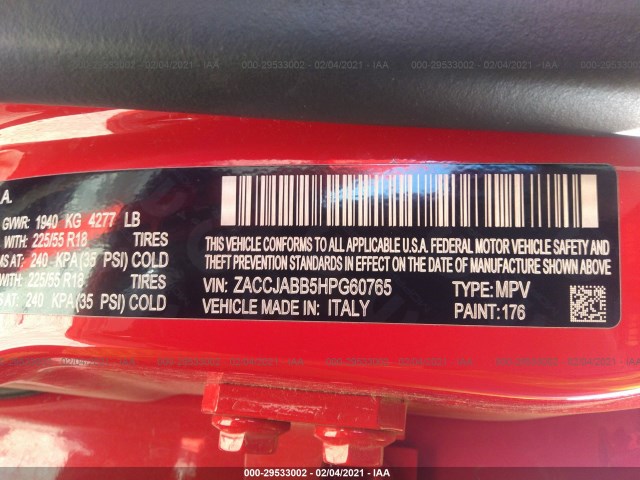 000-29533002 - 02/04/2021 - IAA
A.
GVWR: 1940 KG 4277 LB
WITH: 225/55 R18 TIRES
MS AT: 240 KPA(35 PSI) COLD
WITH: 225/55 R18 TIRES
AT: 240 KPA(35 PSI) COLD
THIS VEHICLE CONFORMS TO ALL APPLICABLE U.S.A. FEDERAL MOTOR VEHICLE SAFETY AND
THEFT PREVENTION STANDARDS IN EFFECT ON THE DATE OF MANUFACTURE SHOWN ABOVE
VIN: ZACCJABB5HPG60765 TYPE: MPV
VEHICLE MADE IN: ITALY PAINT: 176
000-29533002 - 02/04/2021 - IAA